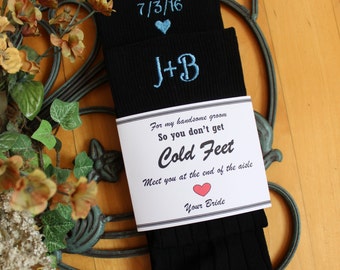 7/3/16
J+B
For my handsome groom
So you don't get
Cold Feet
Meet you at the end of the aisle
Your Bride